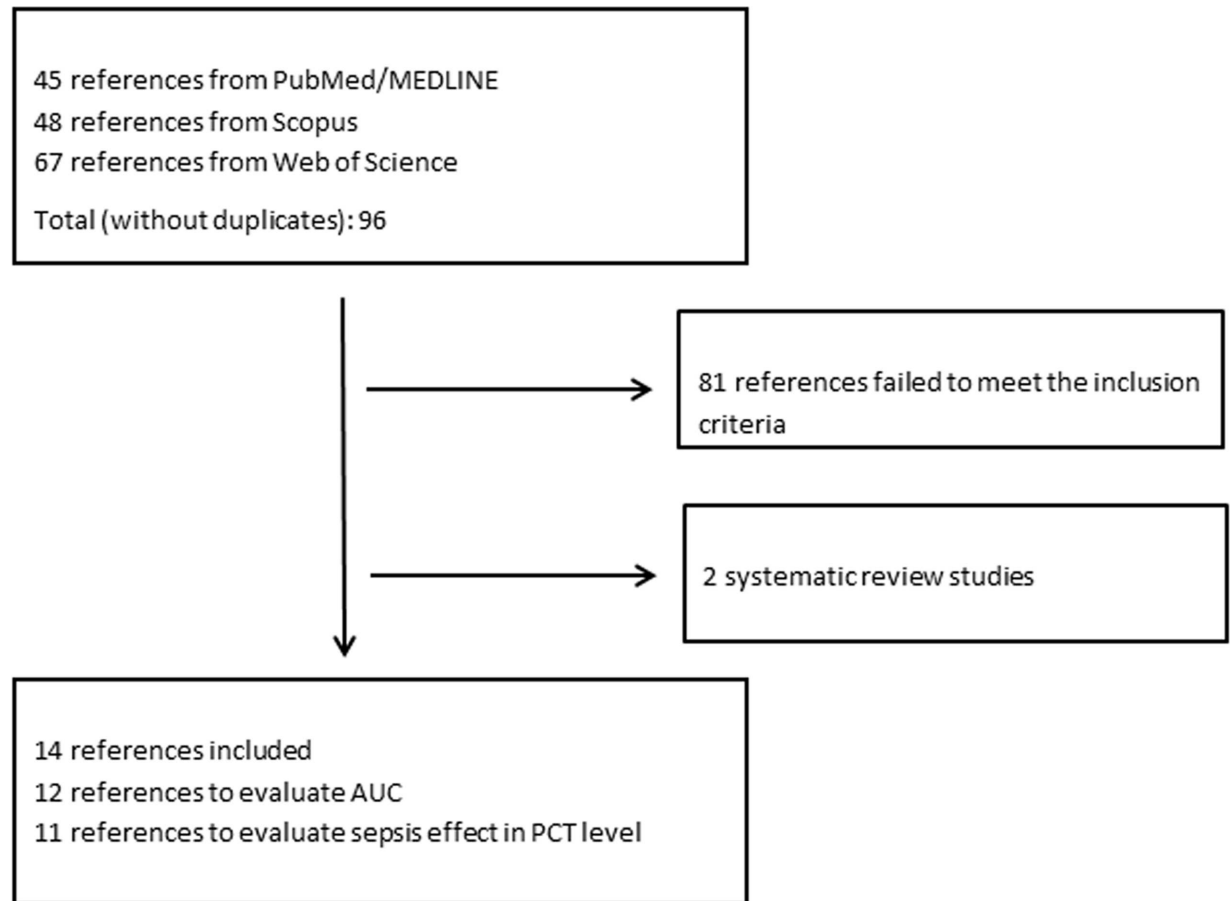 45 references from PubMed/MEDLINE
48 references from Scopus
67 references from Web of Science
Total (without duplicates): 96
81 references failed to meet the inclusion
criteria
2 systematic review studies
14 references included
12 references to evaluate AUC
11 references to evaluate sepsis effect in PCT level